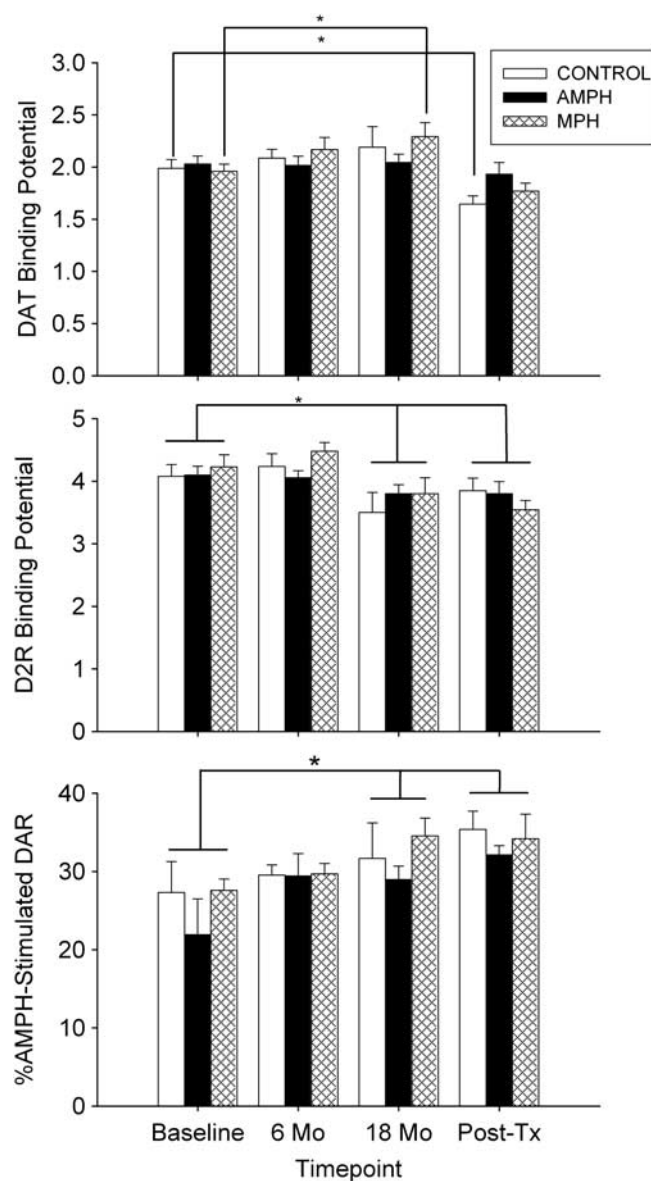 *
*
CONTROL
AMPH
MPH
DAT Binding Potential
3.0
2.5
2.0
1.5
1.0
0.5
0.0
*
D2R Binding Potential
5
4
3
2
1
0
*
%AMPH-Stimulated DAR
40
30
20
10
0
Baseline 6 Mo 18 Mo Post-Tx
Timepoint